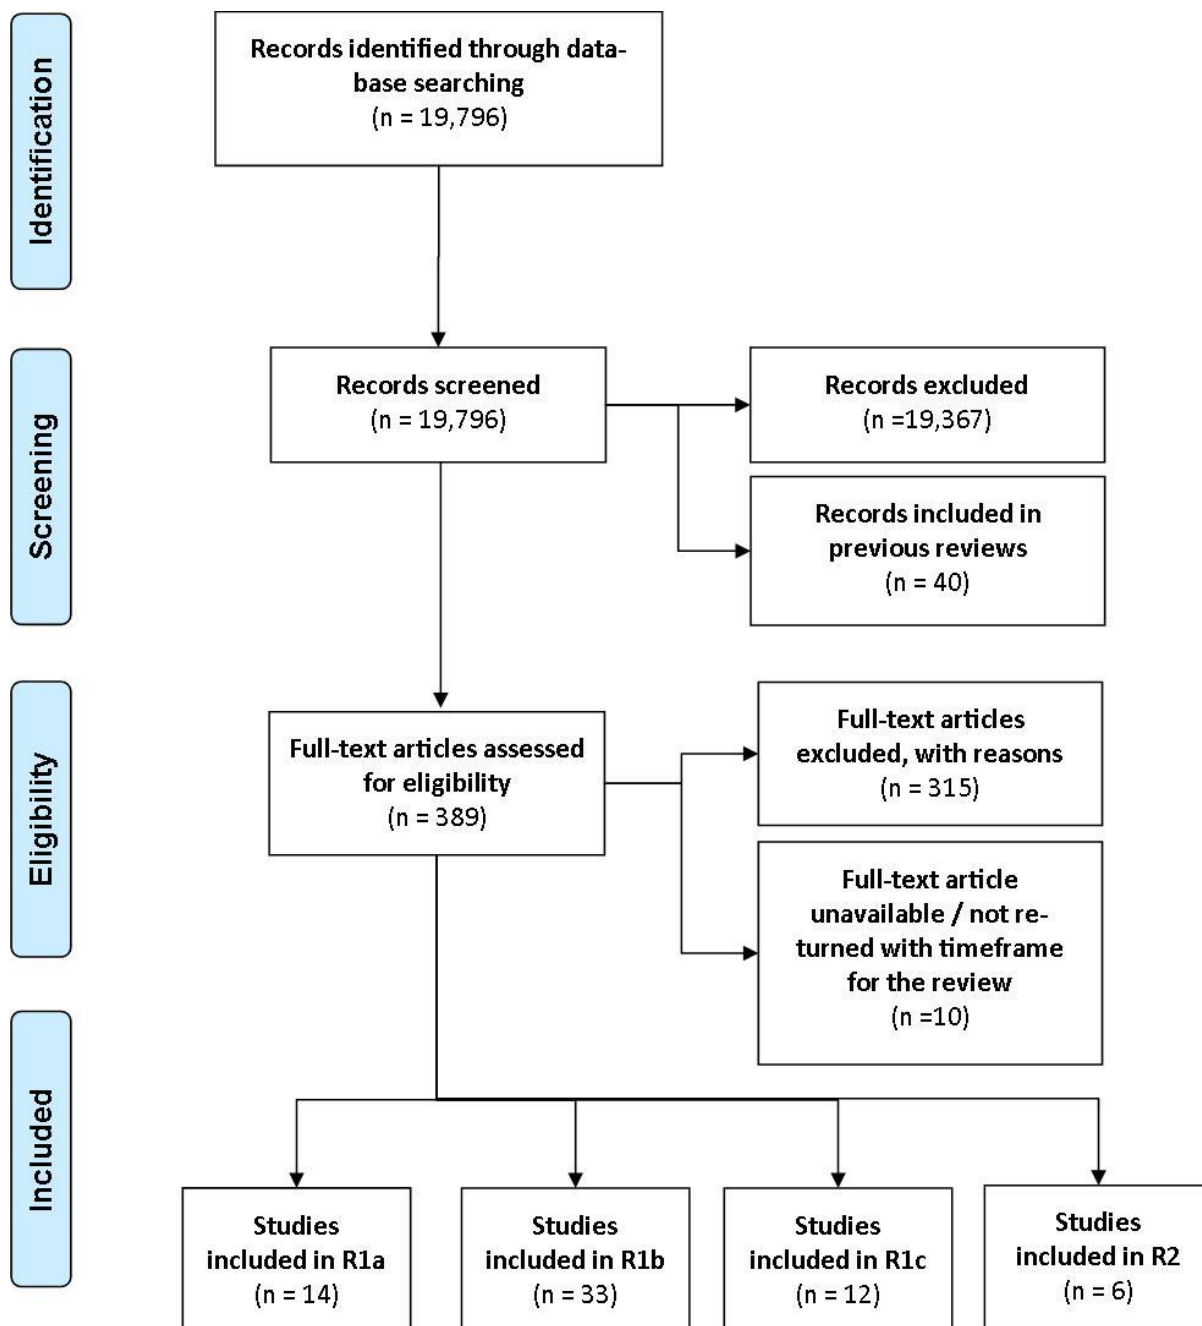 Identification
Records identified through data-
base searching
(n = 19,796)
Screening
Records screened
(n = 19,796)
Records excluded
(n =19,367)
Records included in
previous reviews
(n = 40)
Eligibility
Full-text articles assessed
for eligibility
(n = 389)
Full-text articles
excluded, with reasons
(n = 315)
Full-text article
unavailable / not re-
turned with timeframe
for the review
(n =10)
Included
Studies
included in R1a
(n = 14)
Studies
included in R1b
(n = 33)
Studies
included in R1c
(n = 12)
Studies
included in R2
(n = 6)